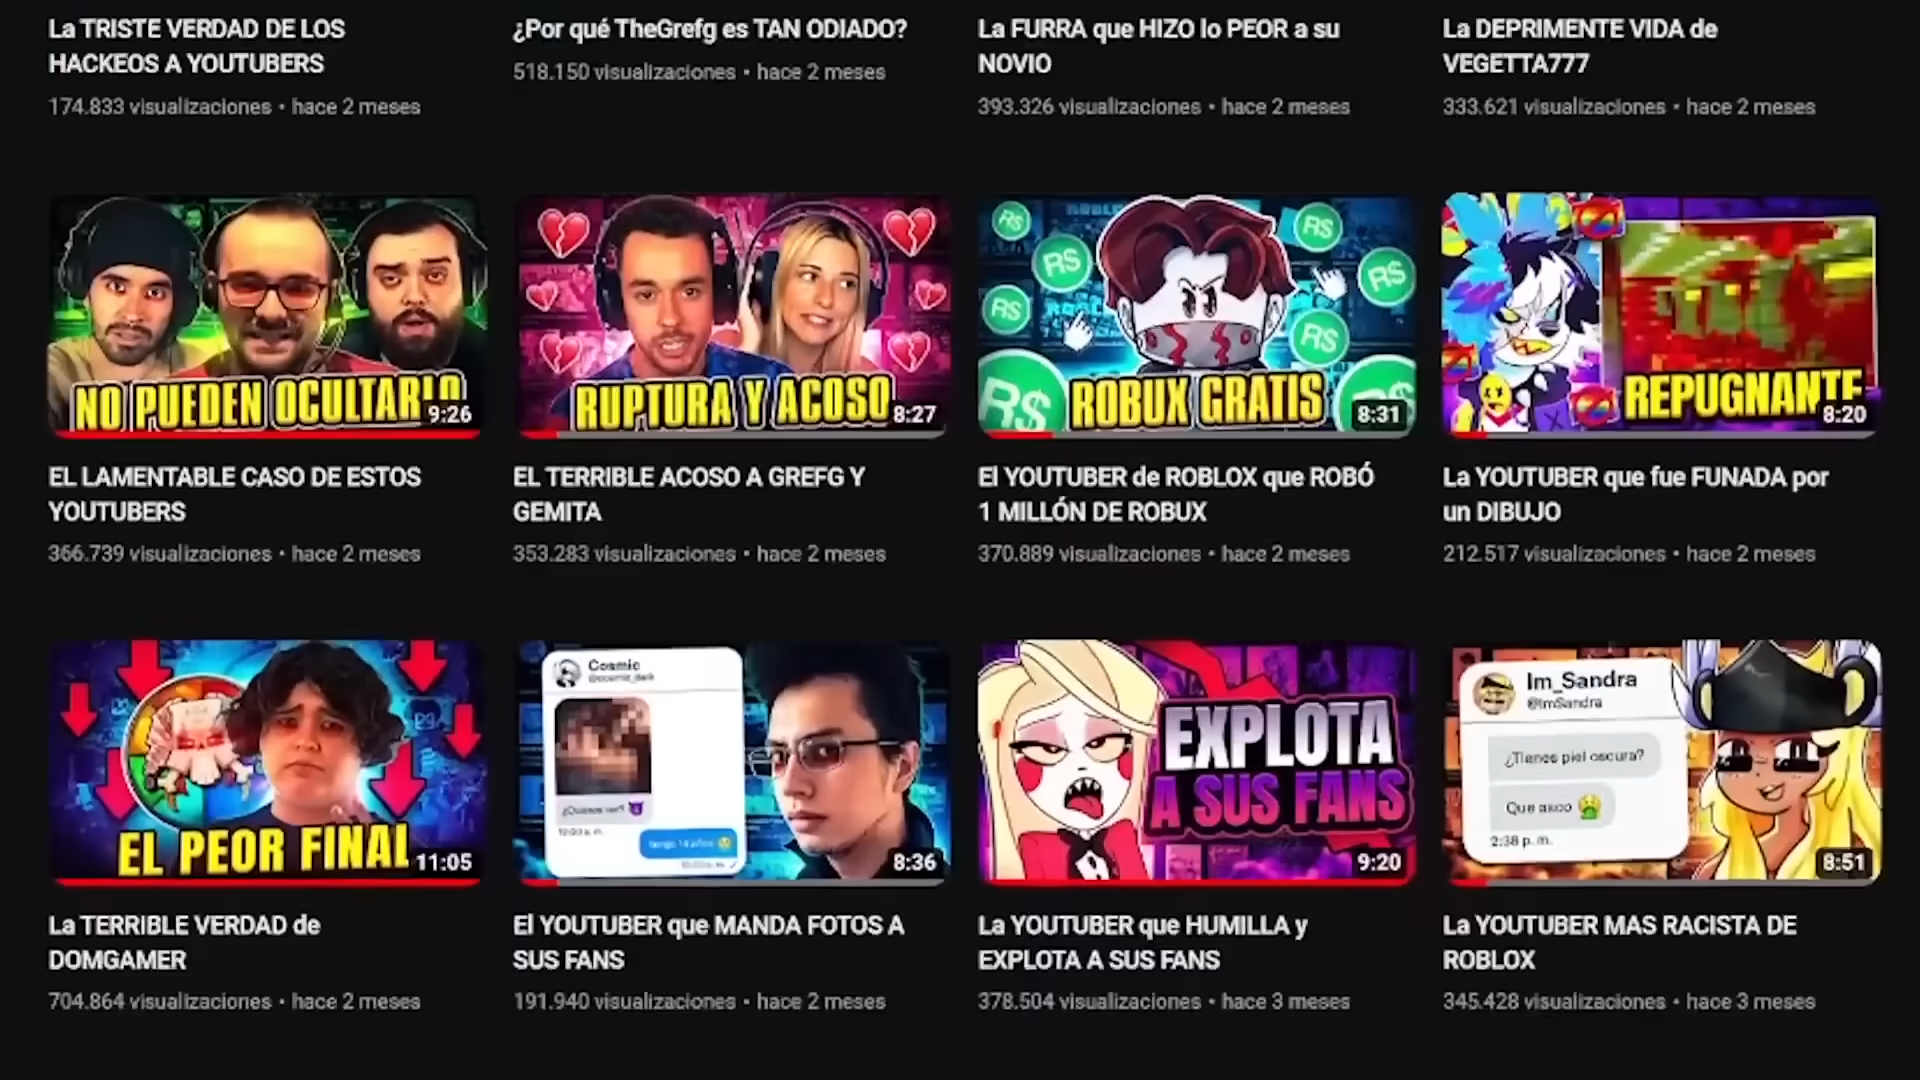 La TRISTE VERDAD DE LOS
HACKEOS A YOUTUBERS
174.833 visualizaciones • hace 2 meses
¿Por qué TheGrefg es TAN ODIADO?
518.150 visualizaciones • hace 2 meses
La FURRA que HIZO lo PEOR a su
NOVIO
393.326 visualizaciones • hace 2 meses
La DEPRIMENTE VIDA de
VEGETTA777
333.621 visualizaciones • hace 2 meses
NO PUEDEN OCULTARLO
9:26
EL LAMENTABLE CASO DE ESTOS
YOUTUBERS
366.739 visualizaciones • hace 2 meses
RUPTURA Y ACOSO
8:27
EL TERRIBLE ACOSO A GREFG Y
GEMITA
353.283 visualizaciones • hace 2 meses
R$
R$
R$
R$
R$
R$
R$
ROBUX GRATIS
8:31
El YOUTUBER de ROBLOX que ROBÓ
1 MILLÓN DE ROBUX
370.889 visualizaciones • hace 2 meses
REPUGNANTE
8:20
La YOUTUBER que fue FUNADA por
un DIBUJO
212.517 visualizaciones • hace 2 meses
EL PEOR FINAL
11:05
La TERRIBLE VERDAD de
DOMGAMER
704.864 visualizaciones • hace 2 meses
Cosmic
¿Quieres ver?
tengo 14 años
8:36
El YOUTUBER que MANDA FOTOS A
SUS FANS
191.940 visualizaciones • hace 2 meses
EXPLOTA
A SUS FANS
9:20
La YOUTUBER que HUMILLA y
EXPLOTA A SUS FANS
378.504 visualizaciones • hace 3 meses
Im_Sandra
@ImSandra
¿Tienes piel oscura?
Que asco
2:38 p. m.
8:51
La YOUTUBER MAS RACISTA DE
ROBLOX
345.428 visualizaciones • hace 3 meses